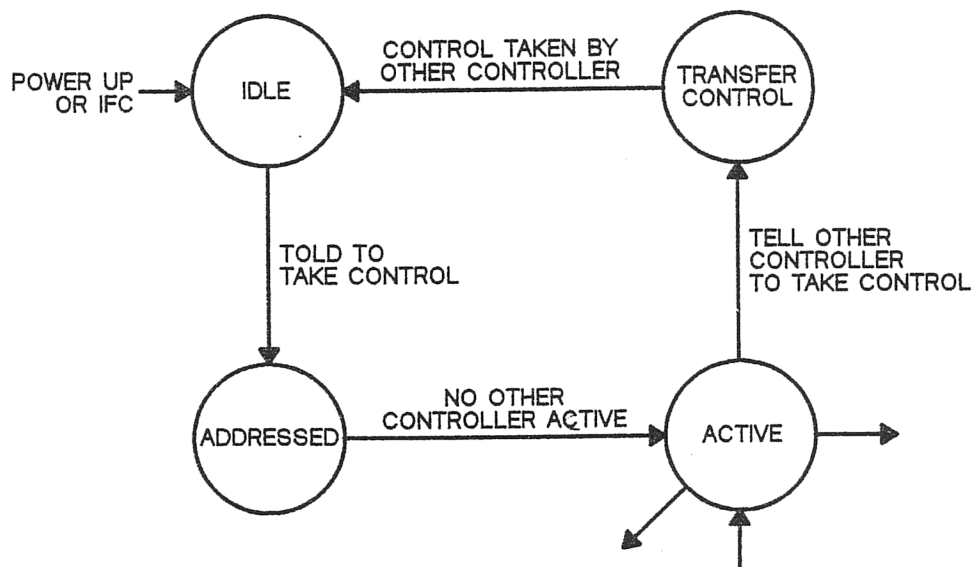 POWER UP
OR IFC
IDLE
CONTROL TAKEN BY
OTHER CONTROLLER
TRANSFER
CONTROL
TOLD TO
TAKE CONTROL
TELL OTHER
CONTROLLER
TO TAKE CONTROL
ADDRESSED
NO OTHER
CONTROLLER ACTIVE
ACTIVE